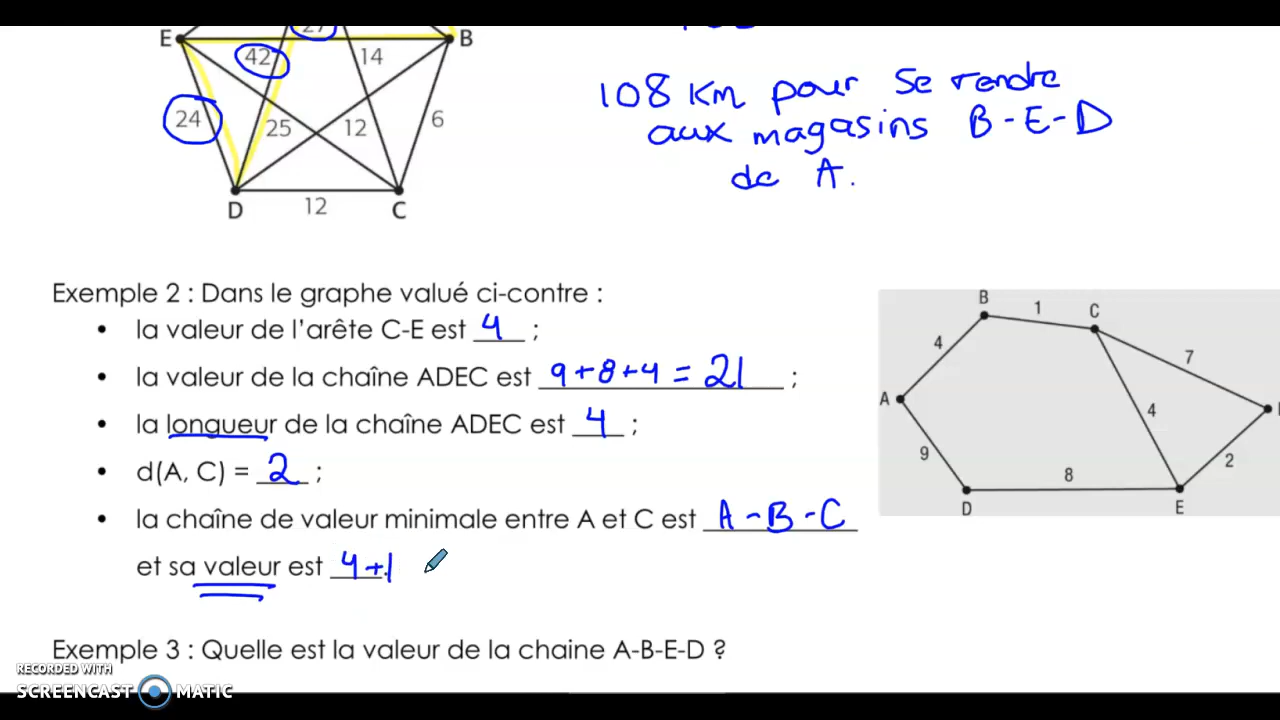 27
E
B
42
14
24
25
12
6
D
12
C
108 Km pour se rendre
aux magasins B-E-D
de A.
Exemple 2 : Dans le graphe valué ci-contre :
• la valeur de l'arête C-E est 4 ;
• la valeur de la chaîne ADEC est 9+8+4 = 21 ;
• la longueur de la chaîne ADEC est 4 ;
• d(A, C) = 2 ;
• la chaîne de valeur minimale entre A et C est A-B-C
et sa valeur est 4+1.
B
1
C
4
7
A
4
9
2
8
D
E
Exemple 3 : Quelle est la valeur de la chaine A-B-E-D ?
RECORDED WITH
SCREENCAST MATIC